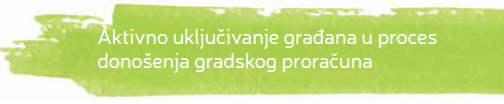 Aktivno uključivanje građana u proces
donošenja gradskog proračuna